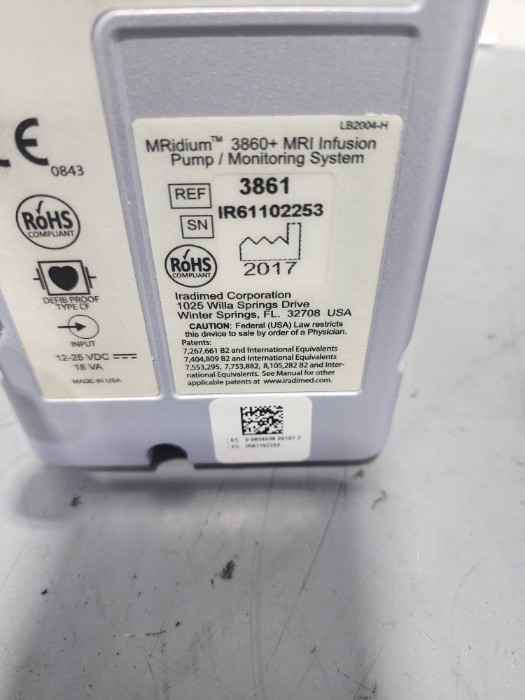 CE
0843
RoHS
COMPLIANT
DEFIB PROOF
TYPE CF
INPUT
12-25 VDC
18 VA
MADE IN USA
LB2004-H
MRidium™ 3860+ MRI Infusion
Pump / Monitoring System
REF 3861
SN IR61102253
RoHS
COMPLIANT
2017
Iradimed Corporation
1025 Willa Springs Drive
Winter Springs, FL. 32708 USA
CAUTION: Federal (USA) Law restricts
this device to sale by order of a Physician.
Patents:
7,267,661 B2 and International Equivalents
7,404,809 B2 and International Equivalents
7,553,295, 7,753,882, 8,105,282 B2 and Inter-
national Equivalents. See Manual for other
applicable patents at www.iradimed.com.
IR61102253